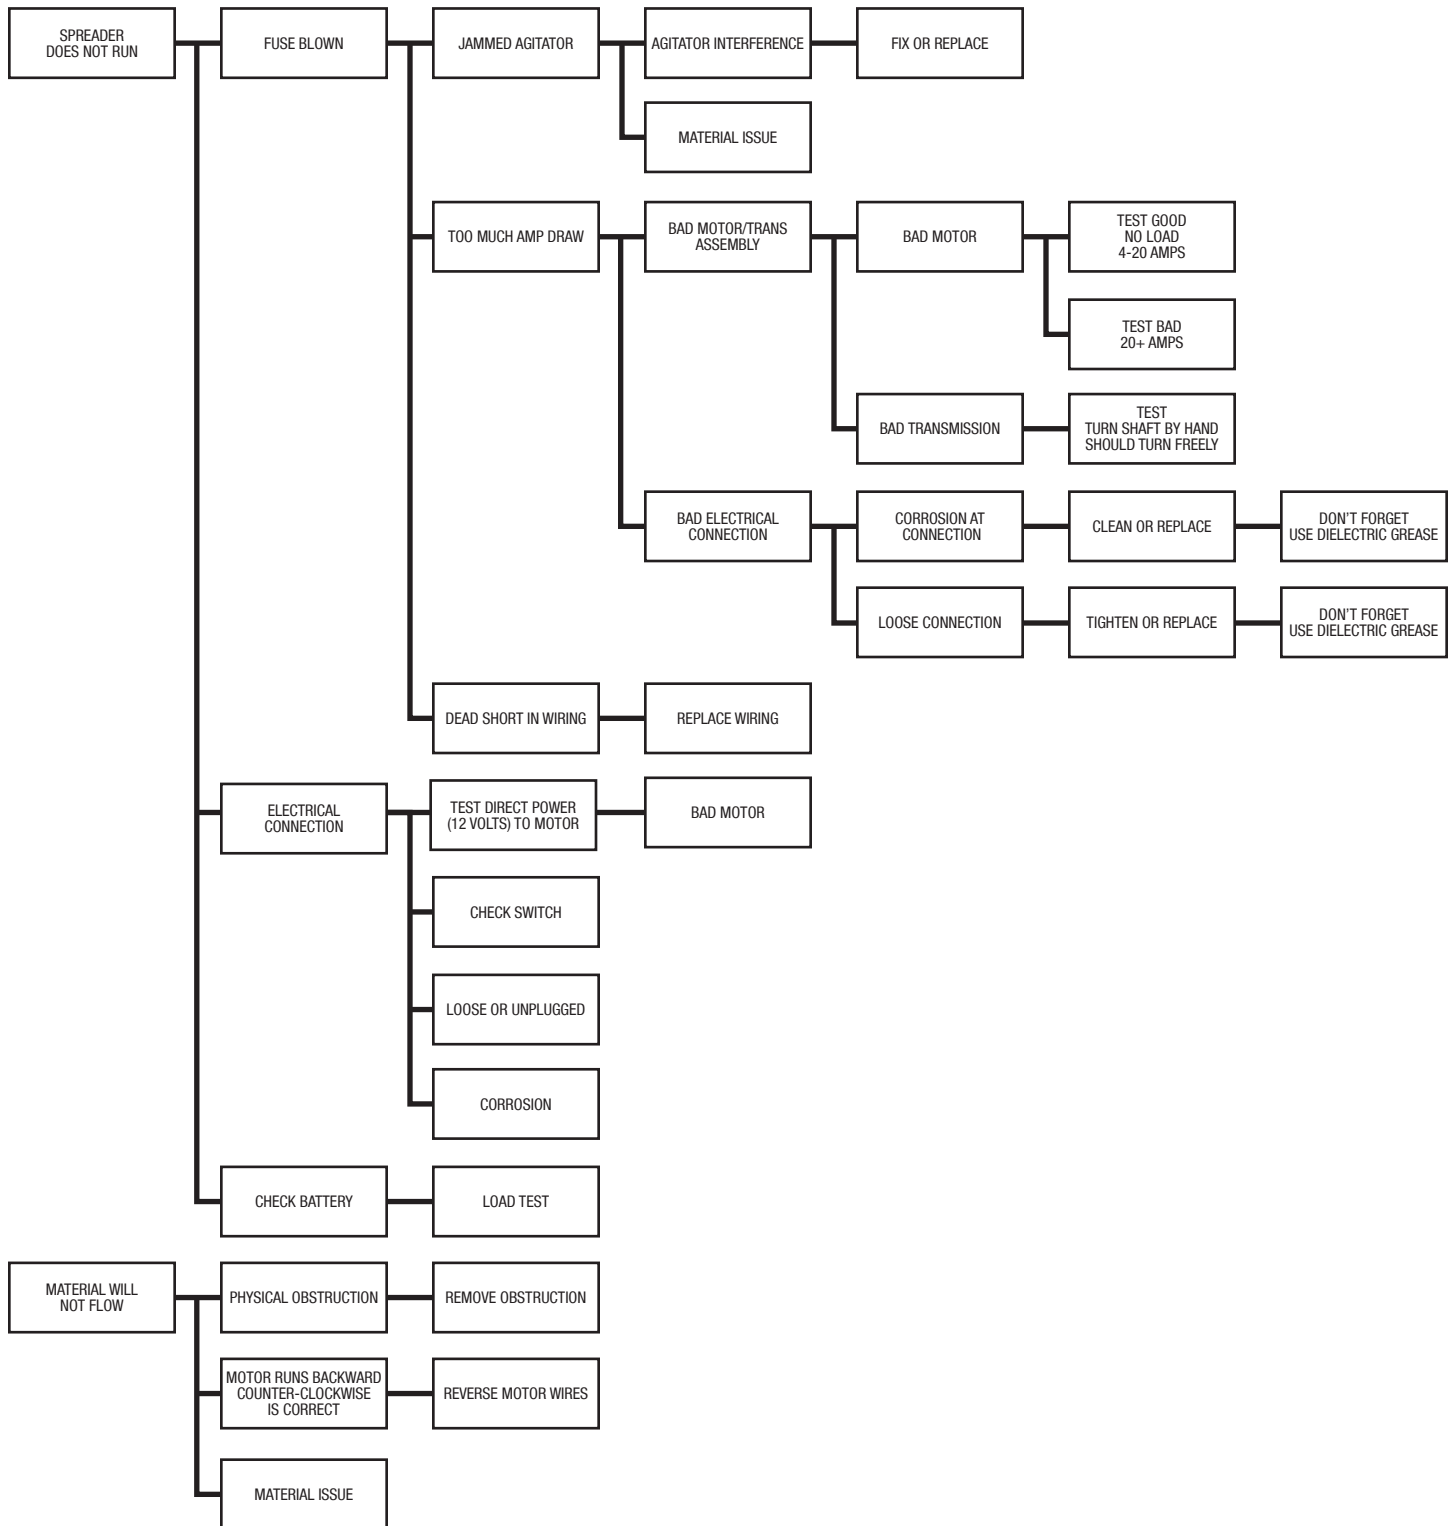 SPREADER
DOES NOT RUN
FUSE BLOWN
JAMMED AGITATOR
AGITATOR INTERFERENCE
FIX OR REPLACE
MATERIAL ISSUE
TOO MUCH AMP DRAW
BAD MOTOR/TRANS
ASSEMBLY
BAD MOTOR
TEST GOOD
NO LOAD
4-20 AMPS
TEST BAD
20+ AMPS
BAD TRANSMISSION
TEST
TURN SHAFT BY HAND
SHOULD TURN FREELY
BAD ELECTRICAL
CONNECTION
CORROSION AT
CONNECTION
CLEAN OR REPLACE
DON'T FORGET
USE DIELECTRIC GREASE
LOOSE CONNECTION
TIGHTEN OR REPLACE
DON'T FORGET
USE DIELECTRIC GREASE
DEAD SHORT IN WIRING
REPLACE WIRING
ELECTRICAL
CONNECTION
TEST DIRECT POWER
(12 VOLTS) TO MOTOR
BAD MOTOR
CHECK SWITCH
LOOSE OR UNPLUGGED
CORROSION
CHECK BATTERY
LOAD TEST
MATERIAL WILL
NOT FLOW
PHYSICAL OBSTRUCTION
REMOVE OBSTRUCTION
MOTOR RUNS BACKWARD
COUNTER-CLOCKWISE
IS CORRECT
REVERSE MOTOR WIRES
MATERIAL ISSUE